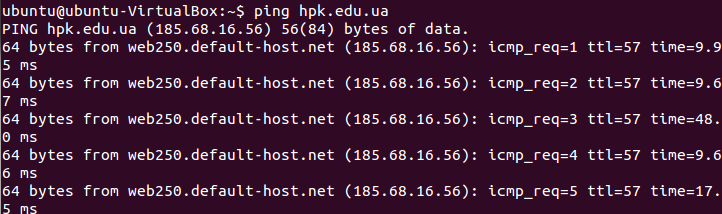 ubuntu@ubuntu-VirtualBox:~$ ping hpk.edu.ua
PING hpk.edu.ua (185.68.16.56) 56(84) bytes of data.
64 bytes from web250.default-host.net (185.68.16.56): icmp_req=1 ttl=57 time=9.9
5 ms
64 bytes from web250.default-host.net (185.68.16.56): icmp_req=2 ttl=57 time=9.6
7 ms
64 bytes from web250.default-host.net (185.68.16.56): icmp_req=3 ttl=57 time=48.
0 ms
64 bytes from web250.default-host.net (185.68.16.56): icmp_req=4 ttl=57 time=9.6
6 ms
64 bytes from web250.default-host.net (185.68.16.56): icmp_req=5 ttl=57 time=17.
5 ms